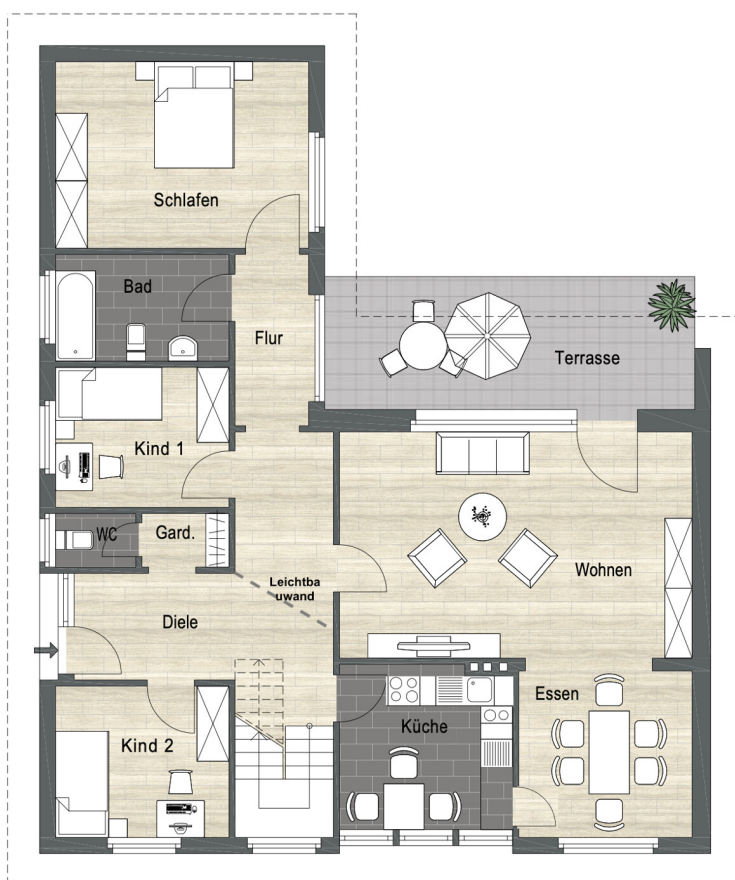 Schlafen
Bad
Flur
Terrasse
Kind 1
WC
Gard.
Wohnen
Leichtba
uwand
Diele
Essen
Küche
Kind 2